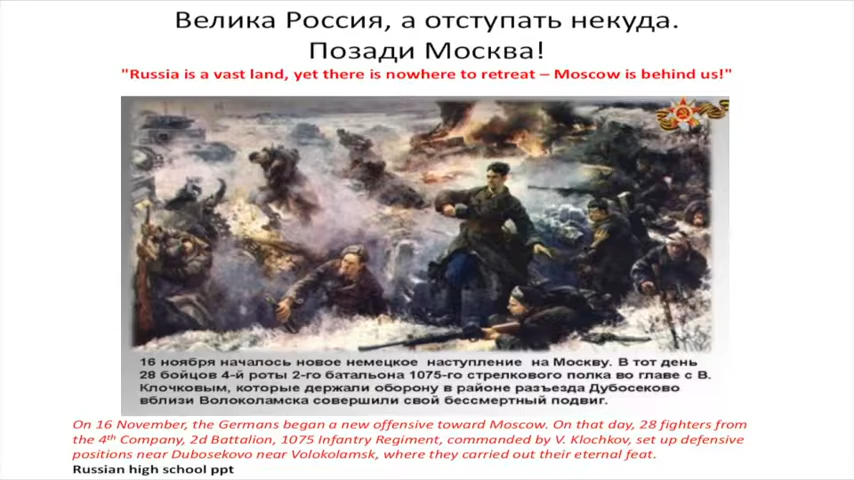 Велика Россия, а отступать некуда.
Позади Москва!
"Russia is a vast land, yet there is nowhere to retreat – Moscow is behind us!"
16 ноября началось новое немецкое наступление на Москву. В тот день
28 бойцов 4-й роты 2-го батальона 1075-го стрелкового полка во главе с В.
Клочковым, которые держали оборону в районе разъезда Дубосеково
вблизи Волоколамска совершили свой бессмертный подвиг.
On 16 November, the Germans began a new offensive toward Moscow. On that day, 28 fighters from
the 4th Company, 2d Battalion, 1075 Infantry Regiment, commanded by V. Klochkov, set up defensive
positions near Dubosekovo near Volokolamsk, where they carried out their eternal feat.
Russian high school ppt